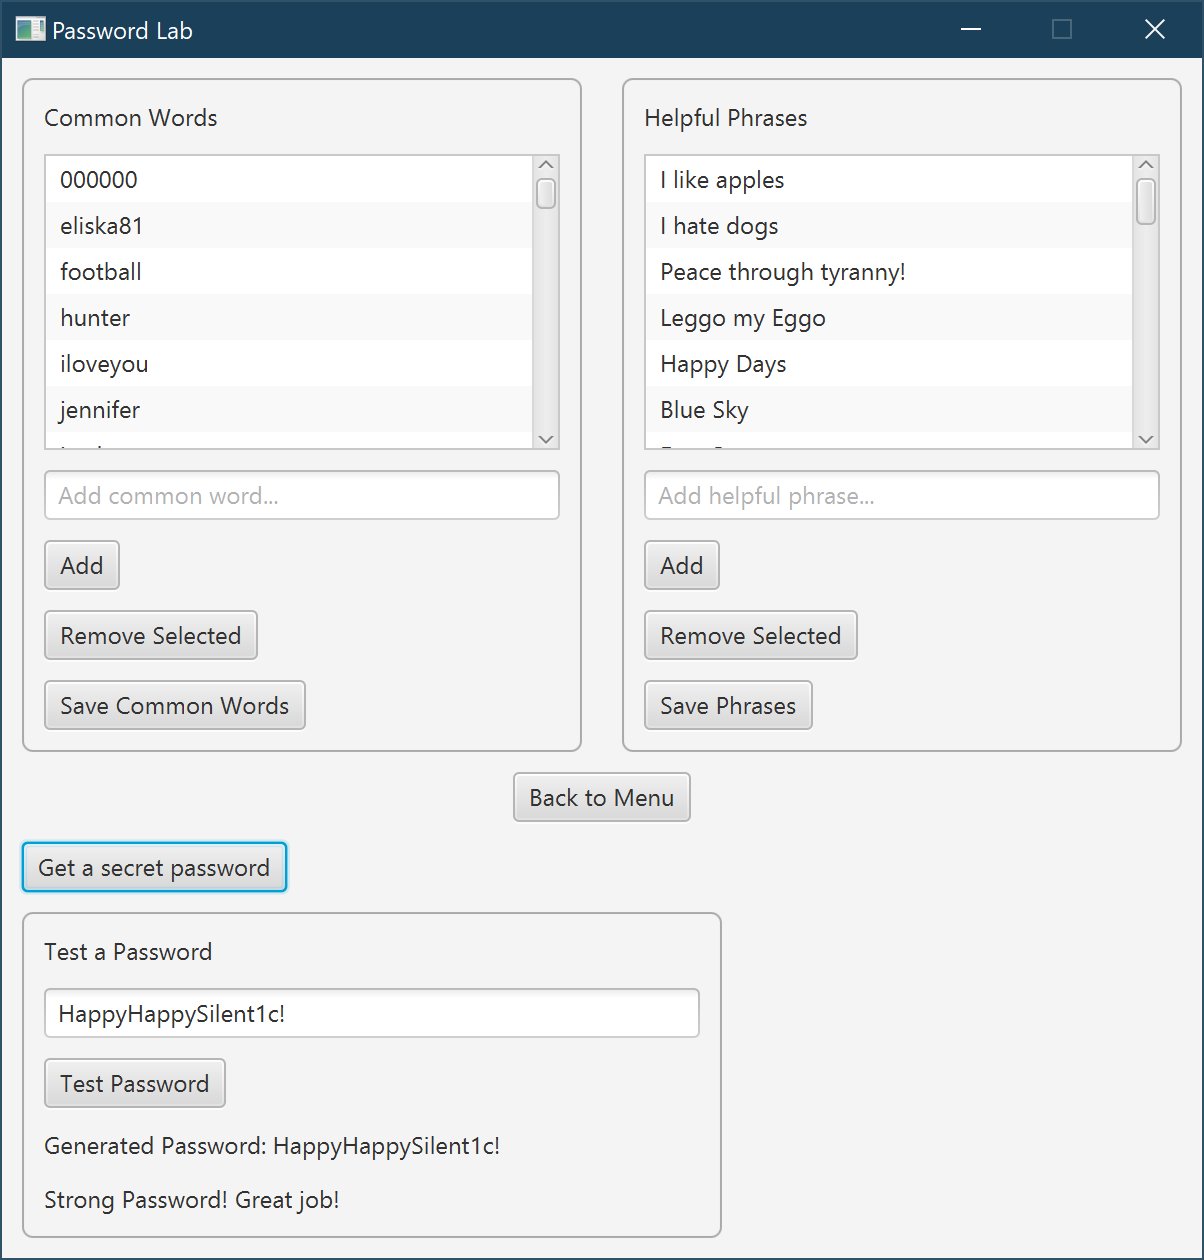 Password Lab
Common Words
000000
eliska81
football
hunter
iloveyou
jennifer
Add common word...
Add
Remove Selected
Save Common Words
Helpful Phrases
I like apples
I hate dogs
Peace through tyranny!
Leggo my Eggo
Happy Days
Blue Sky
Add helpful phrase...
Add
Remove Selected
Save Phrases
Back to Menu
Get a secret password
Test a Password
HappyHappySilent1c!
Test Password
Generated Password: HappyHappySilent1c!
Strong Password! Great job!